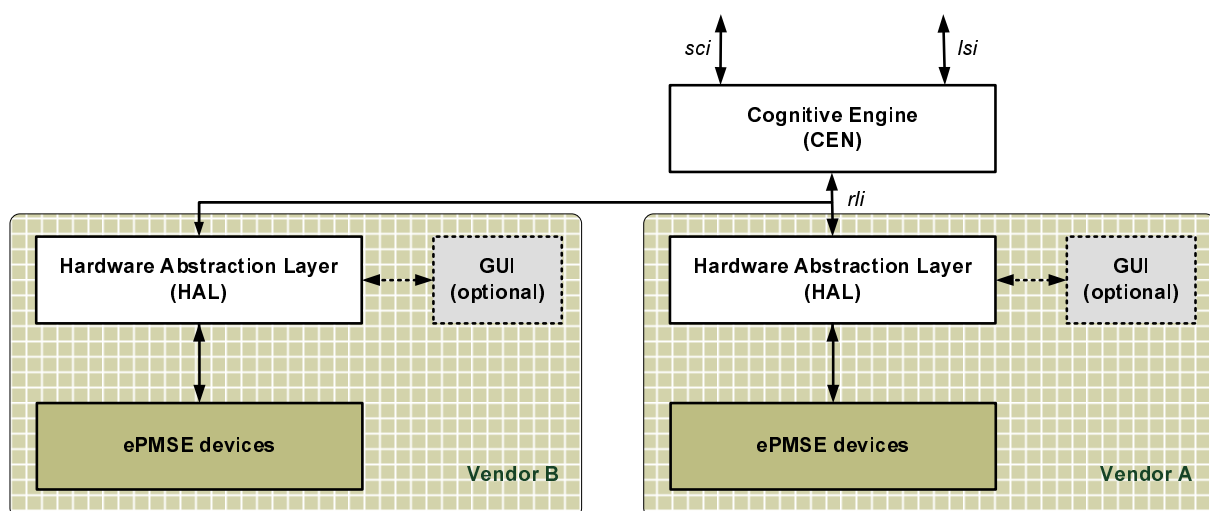 sci
lsi
Cognitive Engine
(CEN)
rli
Hardware Abstraction Layer
(HAL)
GUI
(optional)
Hardware Abstraction Layer
(HAL)
GUI
(optional)
ePMSE devices
Vendor B
ePMSE devices
Vendor A